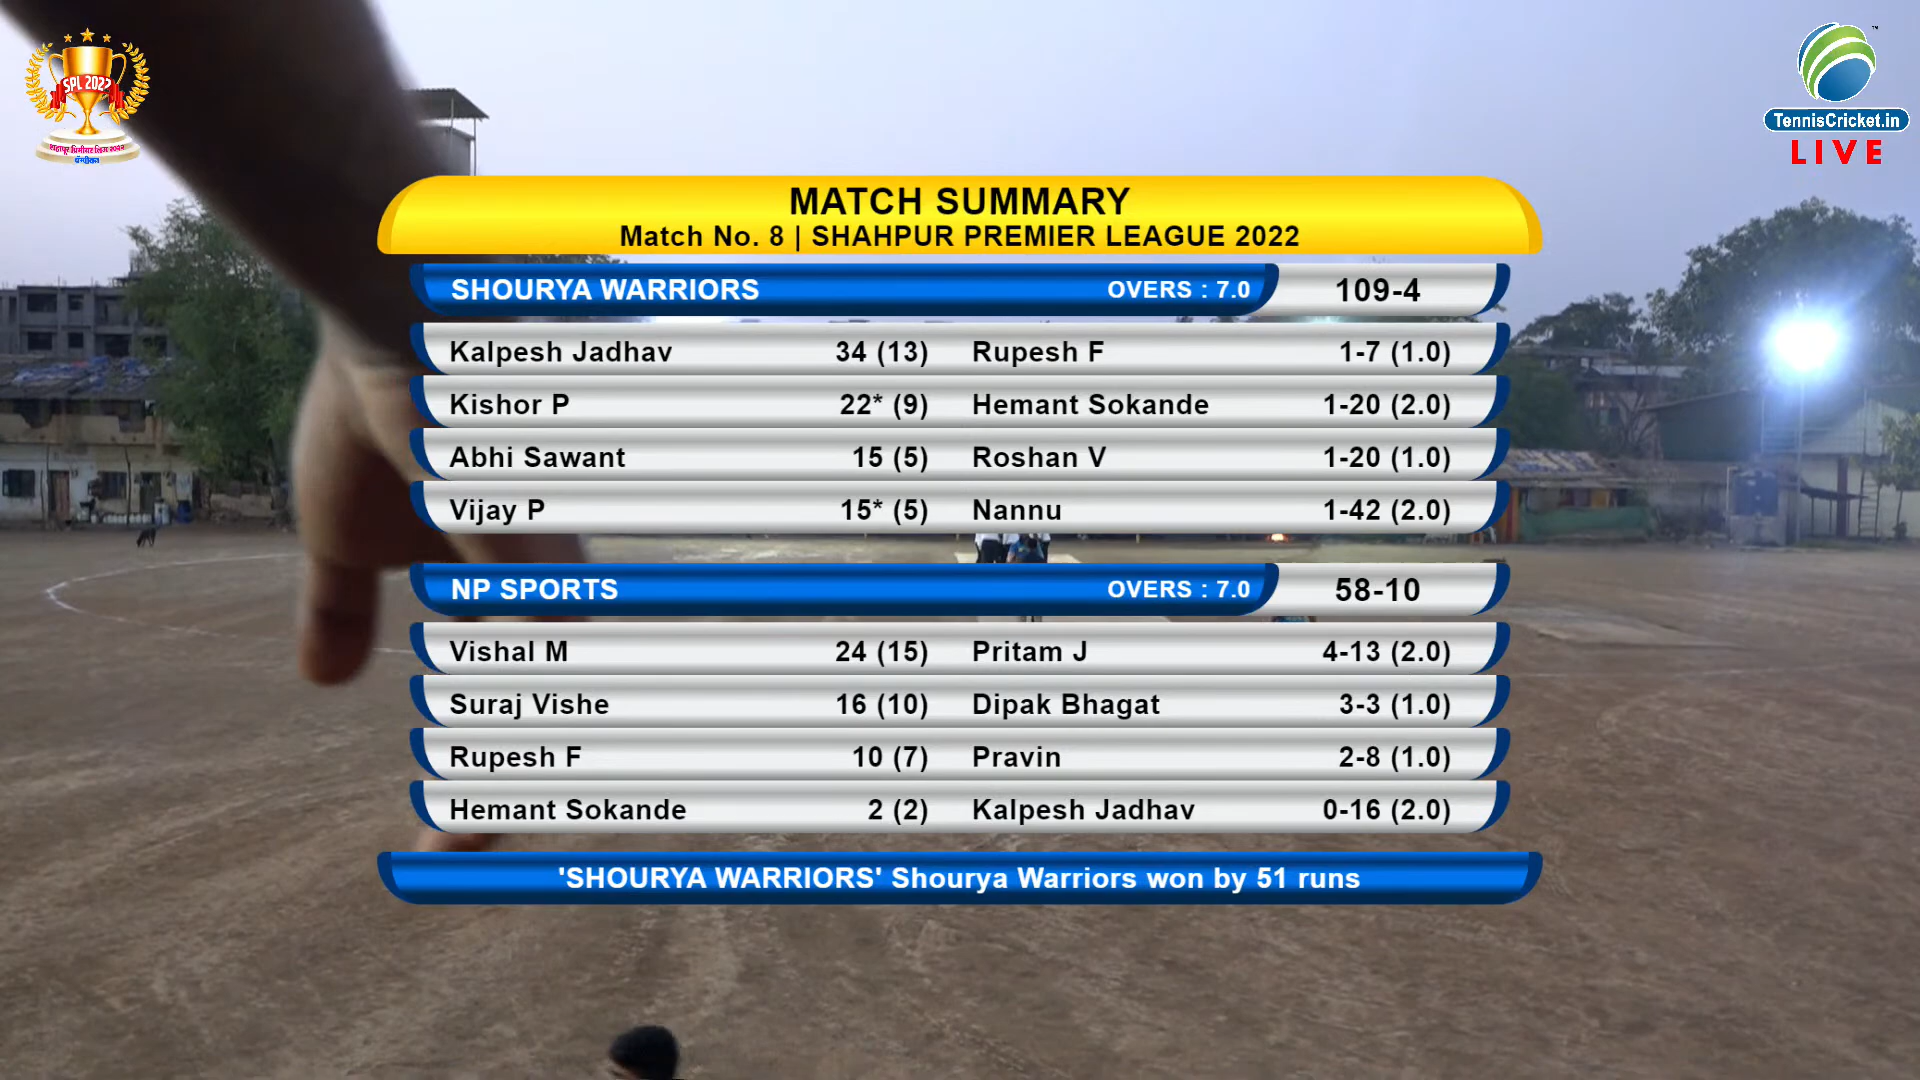 SPL 2022
शहापूर प्रिमीयर लिग २०२२
TennisCricket.in
LIVE
MATCH SUMMARY
Match No. 8 | SHAHPUR PREMIER LEAGUE 2022
SHOURYA WARRIORS OVERS : 7.0 109-4
Kalpesh Jadhav 34 (13) Rupesh F 1-7 (1.0)
Kishor P 22* (9) Hemant Sokande 1-20 (2.0)
Abhi Sawant 15 (5) Roshan V 1-20 (1.0)
Vijay P 15* (5) Nannu 1-42 (2.0)
NP SPORTS OVERS : 7.0 58-10
Vishal M 24 (15) Pritam J 4-13 (2.0)
Suraj Vishe 16 (10) Dipak Bhagat 3-3 (1.0)
Rupesh F 10 (7) Pravin 2-8 (1.0)
Hemant Sokande 2 (2) Kalpesh Jadhav 0-16 (2.0)
'SHOURYA WARRIORS' Shourya Warriors won by 51 runs